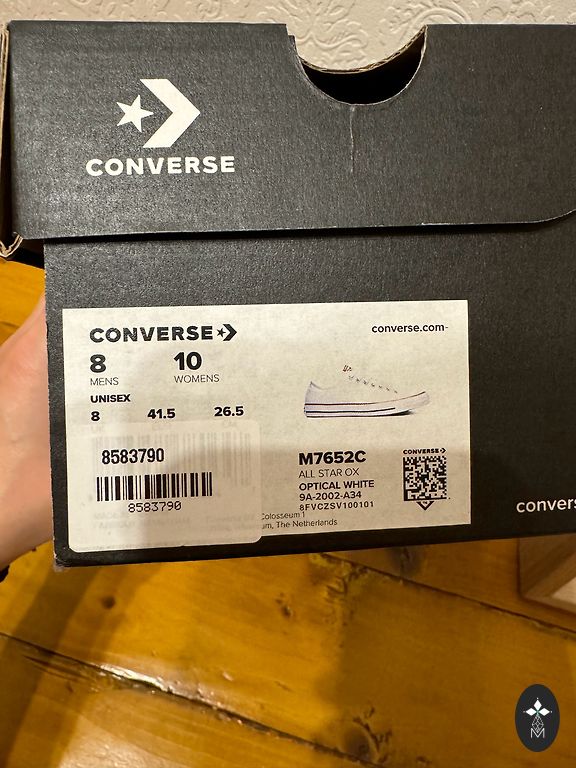 CONVERSE
CONVERSE
converse.com-
8 10
MENS WOMENS
UNISEX
8 41.5 26.5
8583790
8583790
M7652C
ALL STAR OX
OPTICAL WHITE
9A-2002-A34
8FVCZSV100101
CONVERSE
Colosseum 1
um, The Netherlands
convers
M